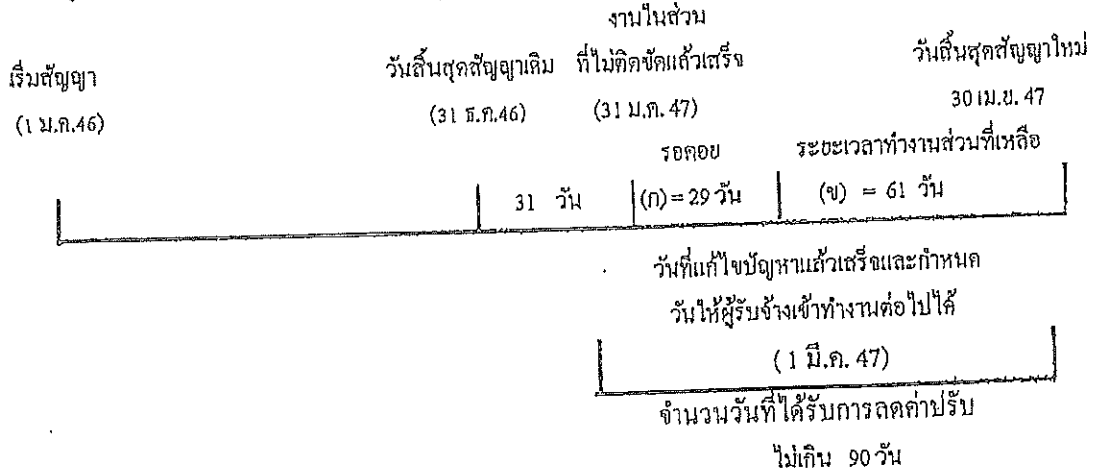 งานในส่วน
เริ่มสัญญา วันสิ้นสุดสัญญาเดิม ที่ไม่ติดขัดแล้วเสร็จ วันสิ้นสุดสัญญาใหม่
(1 ม.ค.46) (31 ธ.ค.46) (31 ม.ค. 47) 30 เม.ย. 47
รอคอย ระยะเวลาทำงานส่วนที่เหลือ
31 วัน (ก) = 29 วัน (ข) = 61 วัน
วันที่แก้ไขปัญหาแล้วเสร็จและกำหนด
วันให้ผู้รับจ้างเข้าทำงานต่อไปได้
( 1 มี.ค. 47)
จำนวนวันที่ได้รับการลดค่าปรับ
ไม่เกิน 90 วัน